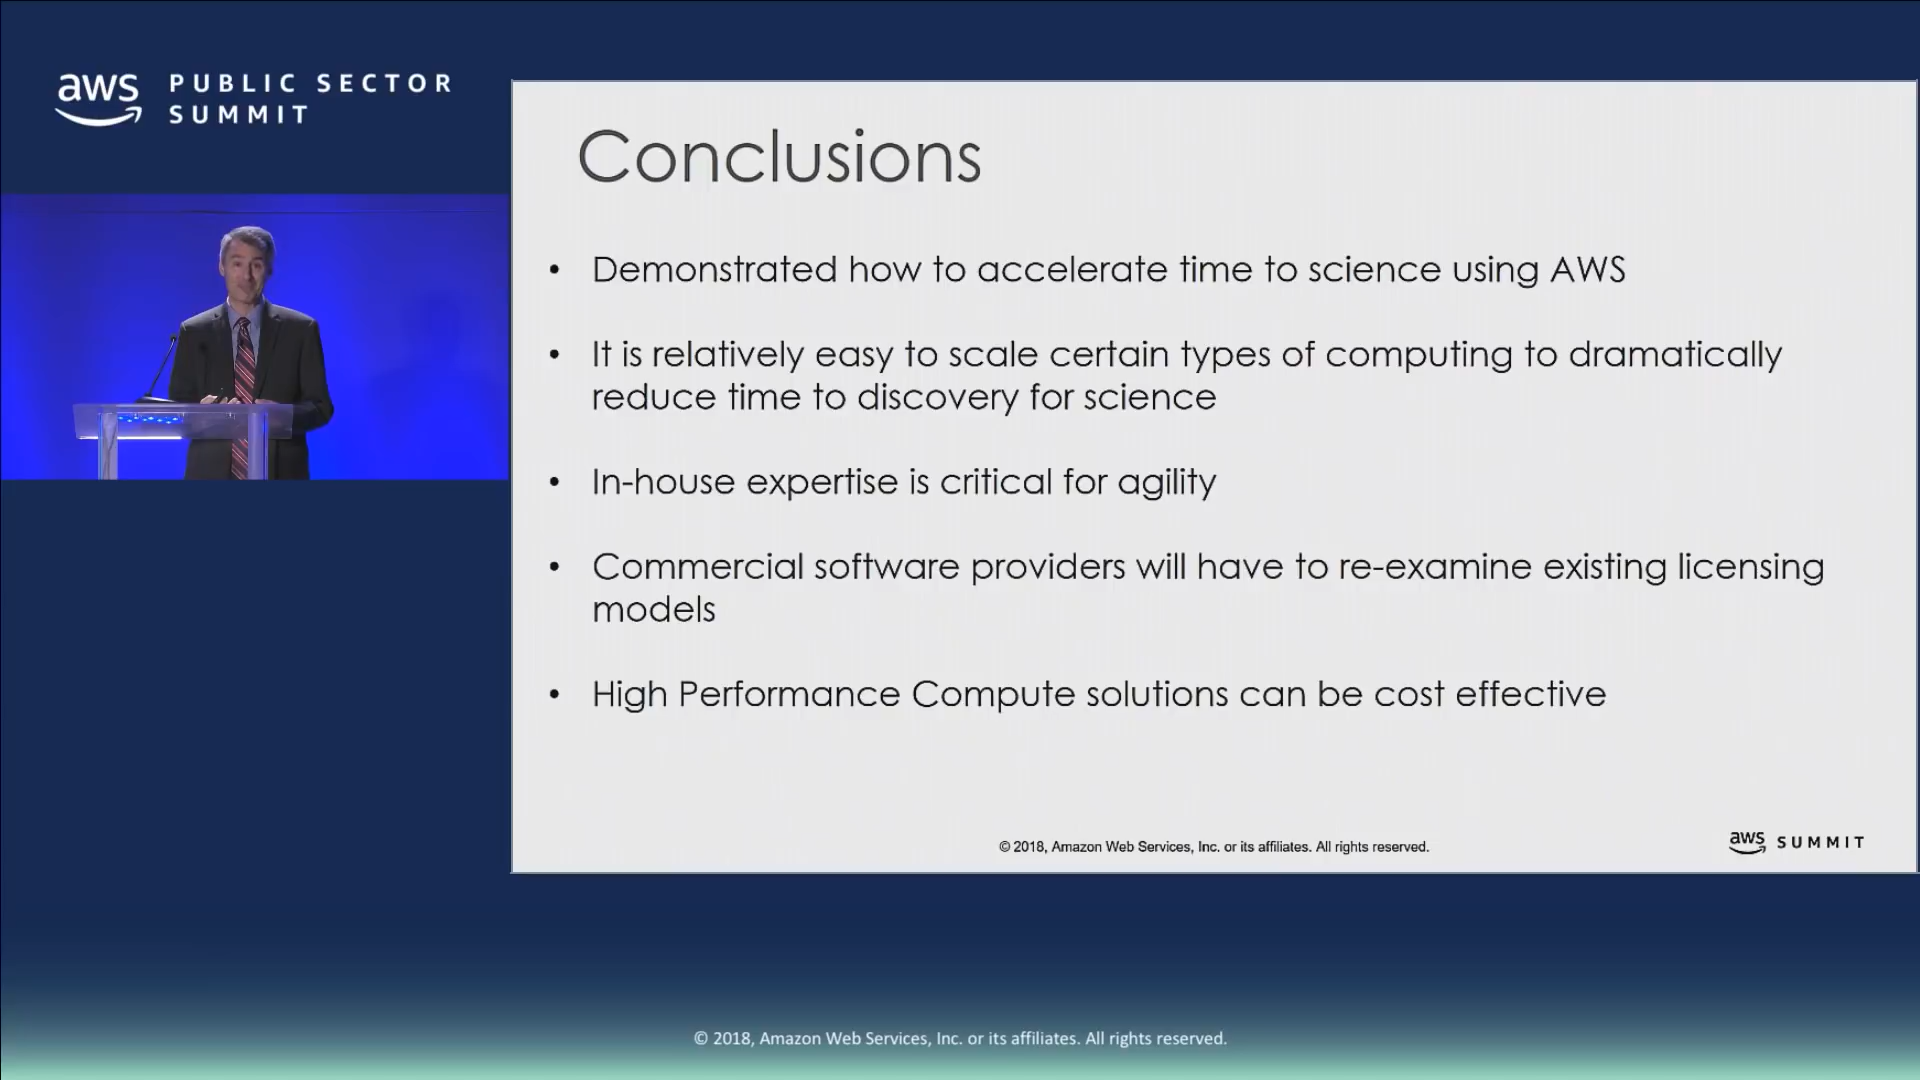 aws PUBLIC SECTOR
SUMMIT
Conclusions
• Demonstrated how to accelerate time to science using AWS
• It is relatively easy to scale certain types of computing to dramatically
reduce time to discovery for science
• In-house expertise is critical for agility
• Commercial software providers will have to re-examine existing licensing
models
• High Performance Compute solutions can be cost effective
© 2018, Amazon Web Services, Inc. or its affiliates. All rights reserved.
aws SUMMIT
© 2018, Amazon Web Services, Inc. or its affiliates. All rights reserved.